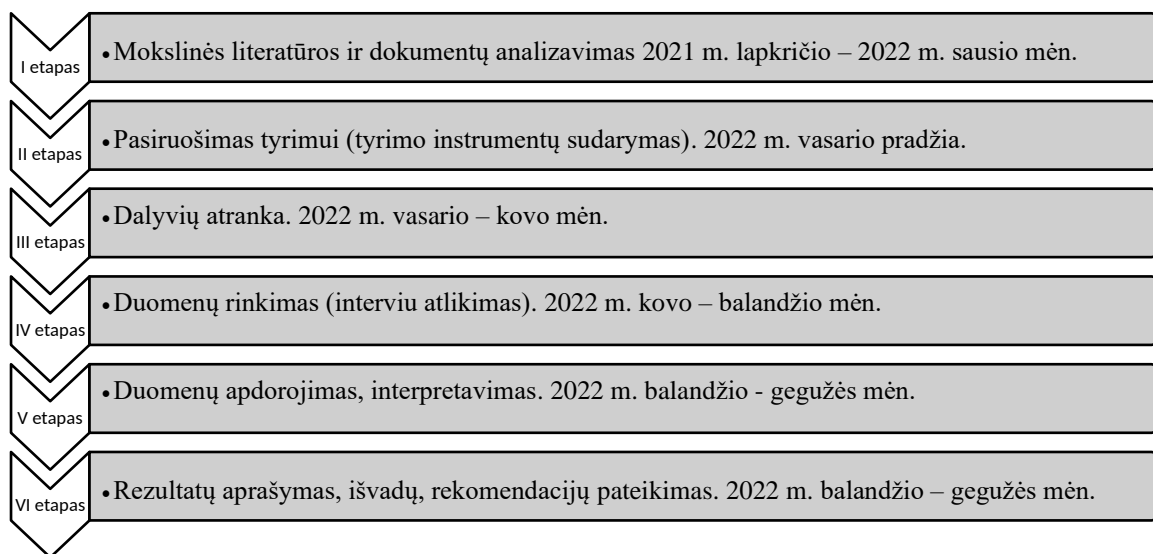 I etapas
•Mokslinės literatūros ir dokumentų analizavimas 2021 m. lapkričio – 2022 m. sausio mėn.
II etapas
•Pasiruošimas tyrimui (tyrimo instrumentų sudarymas). 2022 m. vasario pradžia.
III etapas
•Dalyvių atranka. 2022 m. vasario – kovo mėn.
IV etapas
•Duomenų rinkimas (interviu atlikimas). 2022 m. kovo – balandžio mėn.
V etapas
•Duomenų apdorojimas, interpretavimas. 2022 m. balandžio - gegužės mėn.
VI etapas
•Rezultatų aprašymas, išvadų, rekomendacijų pateikimas. 2022 m. balandžio – gegužės mėn.